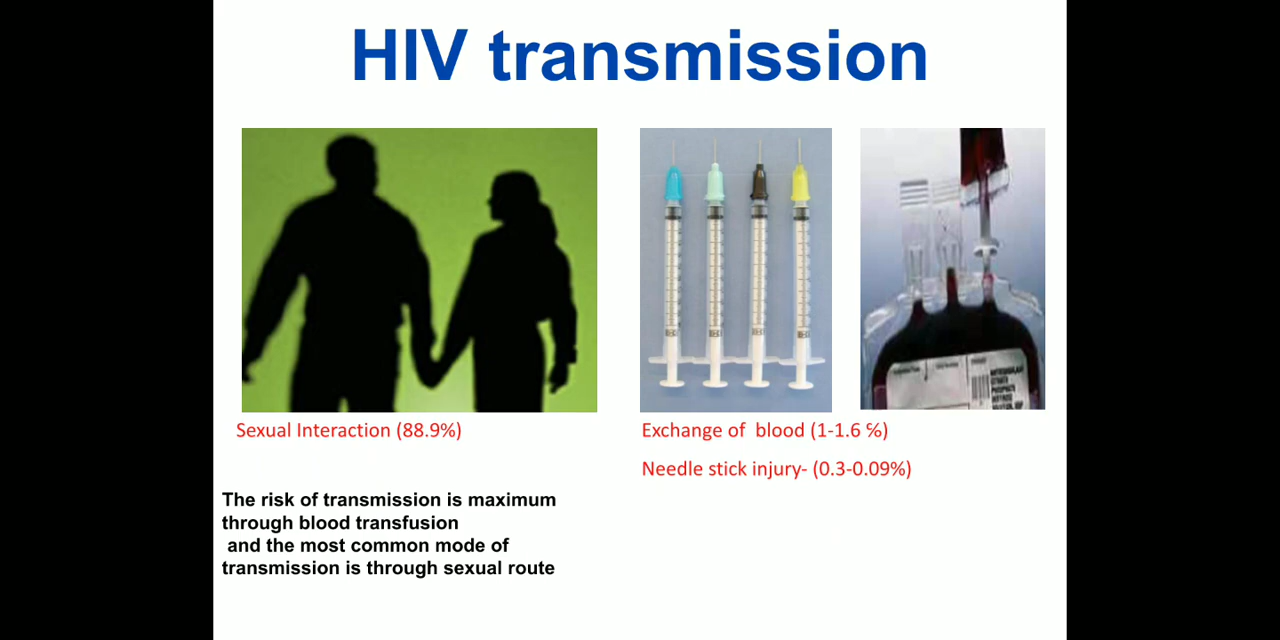 HIV transmission
Sexual Interaction (88.9%)
Exchange of  blood (1-1.6 ℅)
Needle stick injury- (0.3-0.09%)
The risk of transmission is maximum
through blood transfusion
and the most common mode of
transmission is through sexual route